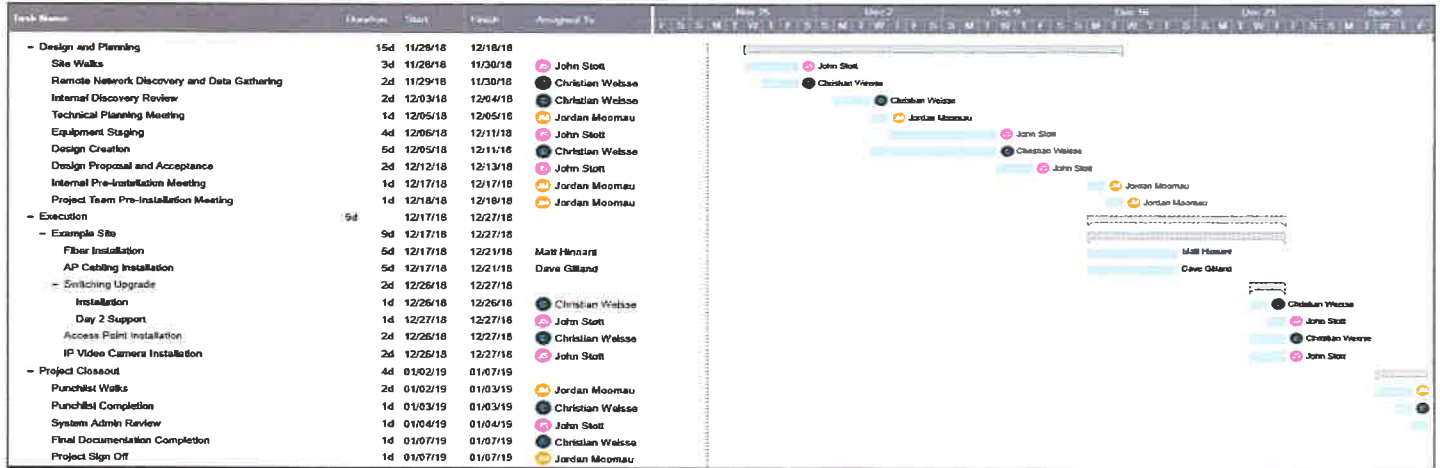 Task Name Duration Start Finish Assigned To
Nov 25 Dec 2 Dec 9 Dec 16 Dec 23 Dec 30
F S S M T W T F S S M T W T F S S M T W T F S S M T W T F S S M T W T F S S M T W T F
− Design and Planning 15d 11/28/18 12/18/18
Site Walks 3d 11/28/18 11/30/18 John Stott John Stott
Remote Network Discovery and Data Gathering 2d 11/29/18 11/30/18 Christian Weisse Christian Weisse
Internal Discovery Review 2d 12/03/18 12/04/18 Christian Weisse Christian Weisse
Technical Planning Meeting 1d 12/05/18 12/05/18 Jordan Moomau Jordan Moomau
Equipment Staging 4d 12/06/18 12/11/18 John Stott John Stott
Design Creation 5d 12/05/18 12/11/18 Christian Weisse Christian Weisse
Design Proposal and Acceptance 2d 12/12/18 12/13/18 John Stott John Stott
Internal Pre-Installation Meeting 1d 12/17/18 12/17/18 Jordan Moomau Jordan Moomau
Project Team Pre-Installation Meeting 1d 12/18/18 12/18/18 Jordan Moomau Jordan Moomau
− Execution 9d 12/17/18 12/27/18
− Example Site 9d 12/17/18 12/27/18
Fiber Installation 5d 12/17/18 12/21/18 Matt Hinnant Matt Hinnant
AP Cabling Installation 5d 12/17/18 12/21/18 Dave Gilland Dave Gilland
− Switching Upgrade 2d 12/26/18 12/27/18
Installation 1d 12/26/18 12/26/18 Christian Weisse Christian Weisse
Day 2 Support 1d 12/27/18 12/27/18 John Stott John Stott
Access Point Installation 2d 12/26/18 12/27/18 Christian Weisse Christian Weisse
IP Video Camera Installation 2d 12/26/18 12/27/18 John Stott John Stott
− Project Closeout 4d 01/02/19 01/07/19
Punchlist Walks 2d 01/02/19 01/03/19 Jordan Moomau
Punchlist Completion 1d 01/03/19 01/03/19 Christian Weisse
System Admin Review 1d 01/04/19 01/04/19 John Stott
Final Documentation Completion 1d 01/07/19 01/07/19 Christian Weisse
Project Sign Off 1d 01/07/19 01/07/19 Jordan Moomau